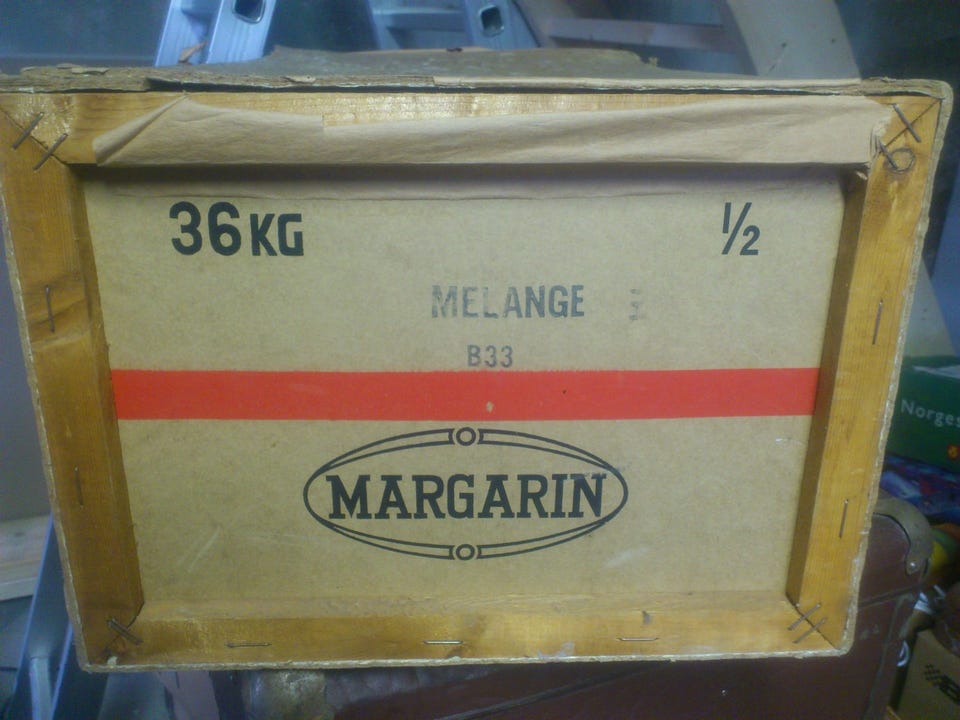 36 KG
1/2
MELANGE
B33
MARGARIN
Norges